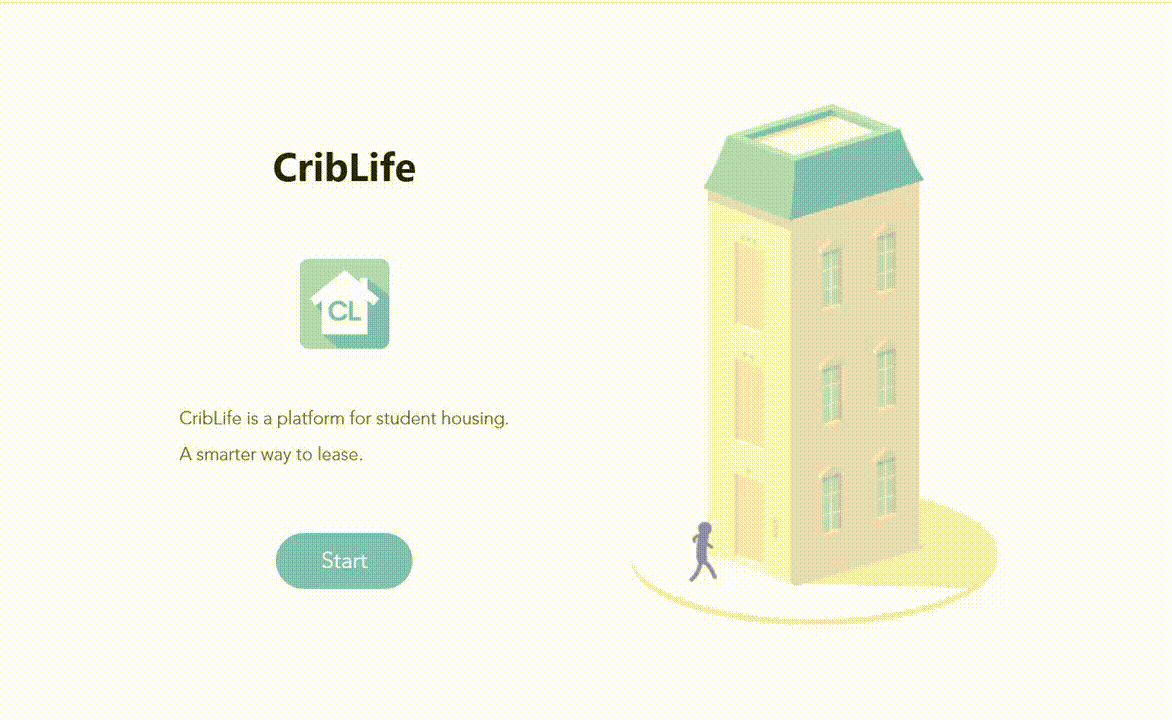 CribLife
CL
CribLife is a platform for student housing.
A smarter way to lease.
Start